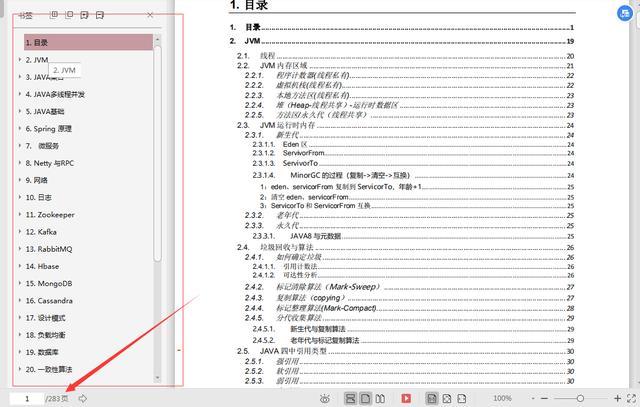 书签
1. 目录
2. JVM
2. JVM
3. JAVA集合
4. JAVA多线程并发
5. JAVA基础
6. Spring 原理
7. 微服务
8. Netty 与RPC
9. 网络
10. 日志
11. Zookeeper
12. Kafka
13. RabbitMQ
14. Hbase
15. MongoDB
16. Cassandra
17. 设计模式
18. 负载均衡
19. 数据库
20. 一致性算法
1 /283页
1. 目录
1. 目录 1
2. JVM 19
2.1. 线程 20
2.2. JVM 内存区域 21
2.2.1. 程序计数器(线程私有) 22
2.2.2. 虚拟机栈(线程私有) 22
2.2.3. 本地方法区(线程私有) 23
2.2.4. 堆（Heap-线程共享）-运行时数据区 23
2.2.5. 方法区/永久代（线程共享） 23
2.3. JVM 运行时内存 24
2.3.1. 新生代 24
2.3.1.1. Eden 区 24
2.3.1.2. ServivorFrom 24
2.3.1.3. ServivorTo 24
2.3.1.4. MinorGC 的过程（复制->清空->互换） 24
1：eden、servicorFrom 复制到 ServicorTo，年龄+1 25
2：清空 eden、servicorFrom 25
3：ServicorTo 和 ServicorFrom 互换 25
2.3.2. 老年代 25
2.3.3. 永久代 25
2.3.3.1. JAVA8 与元数据 25
2.4. 垃圾回收与算法 26
2.4.1. 如何确定垃圾 26
2.4.1.1. 引用计数法 26
2.4.1.2. 可达性分析 26
2.4.2. 标记清除算法（Mark-Sweep） 27
2.4.3. 复制算法（copying） 27
2.4.4. 标记整理算法(Mark-Compact) 28
2.4.5. 分代收集算法 29
2.4.5.1. 新生代与复制算法 29
2.4.5.2. 老年代与标记复制算法 29
2.5. JAVA 四中引用类型 30
2.5.1. 强引用 30
2.5.2. 软引用 30
2.5.3. 弱引用 30
100%